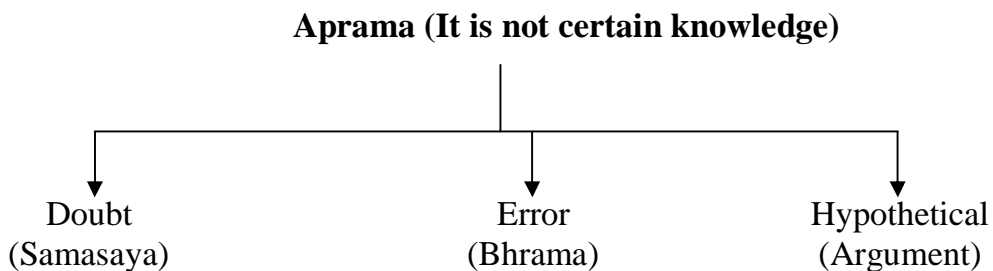 Aprama (It is not certain knowledge)
Doubt Error Hypothetical
(Samasaya) (Bhrama) (Argument)